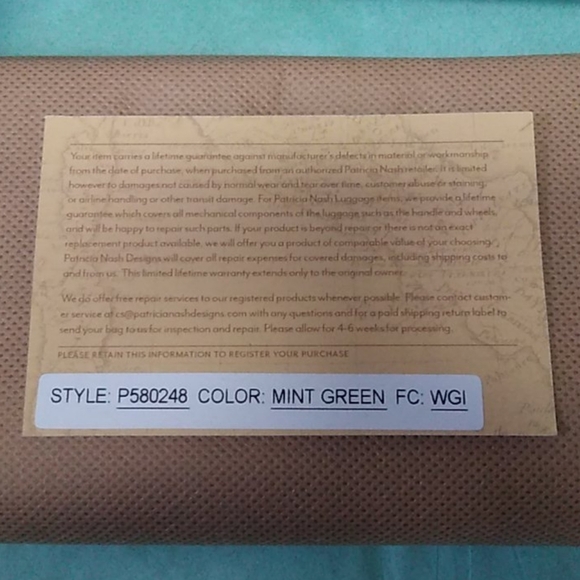 Your item carries a lifetime guarantee against manufacturer's defects in material or workmanship
from the date of purchase, when purchased from an authorized Patricia Nash retailer. It is limited
however to damages not caused by normal wear and tear over time, customer abuse or staining,
or airline handling or other transit damage. For Patricia Nash Luggage items, we provide a lifetime
guarantee which covers all mechanical components of the luggage such as the handle and wheels,
and will be happy to repair such parts. If your product is beyond repair or there is not an exact
replacement product available, we will offer you a product of comparable value of your choosing.
Patricia Nash Designs will cover all repair expenses for covered damages, including shipping costs to
and from us. This limited lifetime warranty extends only to the original owner.
We do offer free repair services to our registered products whenever possible. Please contact custom-
er service at cs@patricianashdesigns.com with any questions and for a paid shipping return label to
send your bag to us for inspection and repair. Please allow for 4-6 weeks for processing.
PLEASE RETAIN THIS INFORMATION TO REGISTER YOUR PURCHASE
STYLE: P580248 COLOR: MINT GREEN FC: WGI